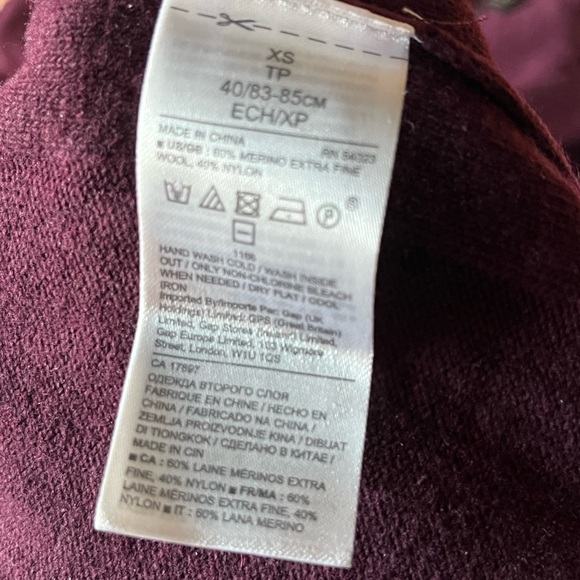 XS
TP
40/83-85CM
ECH/XP
MADE IN CHINA RN 54023
■ US/GB : 60% MERINO EXTRA FINE
WOOL, 40% NYLON
P
1166
HAND WASH COLD / WASH INSIDE
OUT / ONLY NON-CHLORINE BLEACH
WHEN NEEDED / DRY FLAT / COOL
IRON
Imported By/Importe Par: Gap (UK
Holdings) Limited; GPS (Great Britain)
Limited, Gap Stores (Ireland) Limited,
Gap Europe Limited, Wigmore
Street, London, W1U 1QS
CA 17897
ОДЕЖДА ВТОРОГО СЛОЯ
FABRIQUE EN CHINE / HECHO EN
CHINA / FABRICADO NA CHINA /
ZEMLJA PROIZVODNJE KINA / DIBUAT
DI TIONGKOK / СДЕЛАНО В КИТАЕ /
MADE IN CIN
■ CA : 60% LAINE MÉRINOS EXTRA
FINE, 40% NYLON ■ FR/MA : 60%
LAINE MÉRINOS EXTRA FINE, 40%
NYLON ■ IT : 60% LANA MERINO